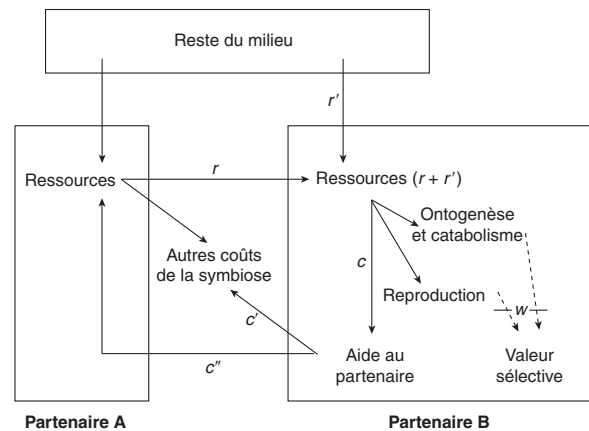 Reste du milieu
r′
Ressources
r
Ressources (r + r′)
Ontogenèse
et catabolisme
Autres coûts
de la symbiose
c
Reproduction
w
c′
Aide au
partenaire
Valeur
sélective
c″
Partenaire A
Partenaire B